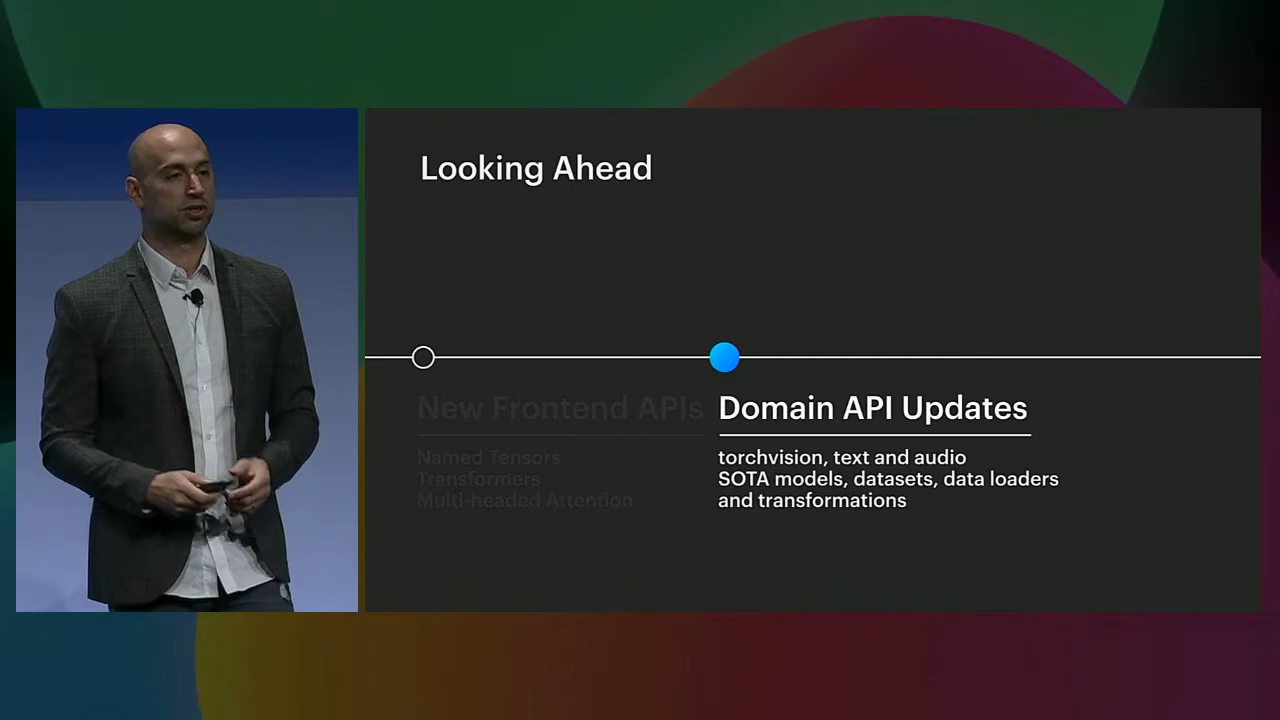 Looking Ahead
New Frontend APIs
Named Tensors
Transformers
Multi-headed Attention
Domain API Updates
torchvision, text and audio
SOTA models, datasets, data loaders
and transformations